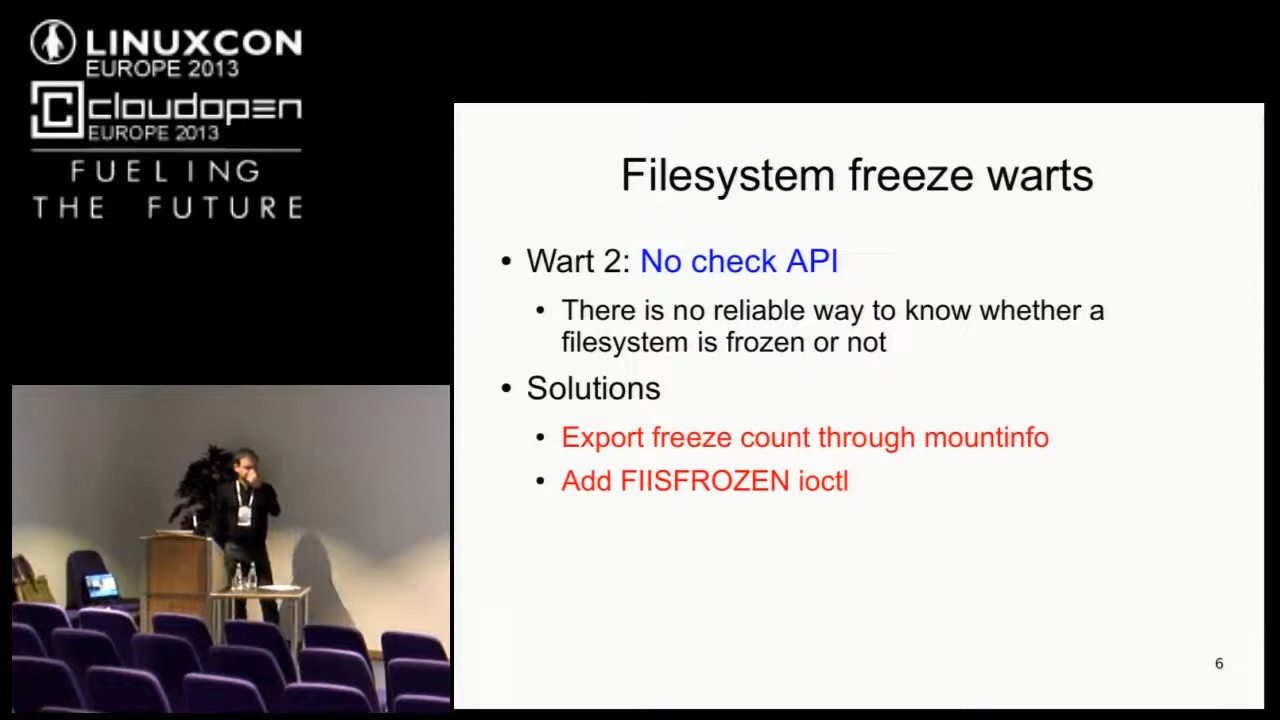 LINUXCON
EUROPE 2013
cloudopen
EUROPE 2013
FUELING
THE FUTURE
Filesystem freeze warts
• Wart 2: No check API
• There is no reliable way to know whether a
filesystem is frozen or not
• Solutions
• Export freeze count through mountinfo
• Add FIISFROZEN ioctl
6